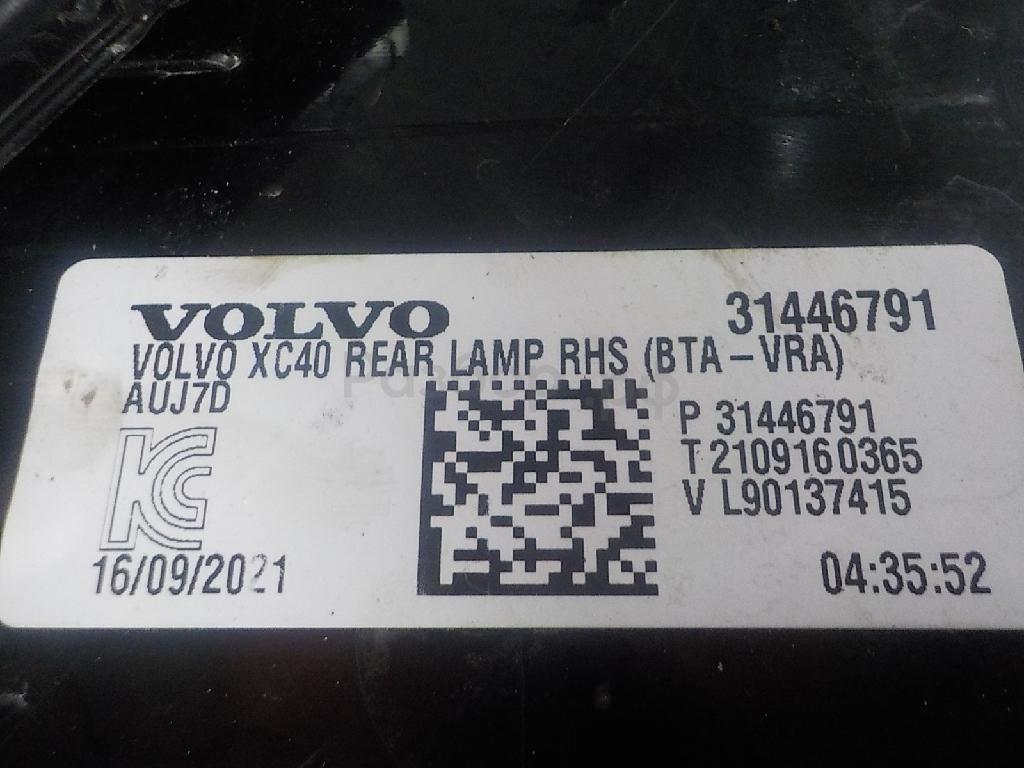 VOLVO 31446791
VOLVO XC40 REAR LAMP RHS (BTA-VRA)
AUJ7D
P 31446791
T 2109160365
V L90137415
KC
16/09/2021 04:35:52